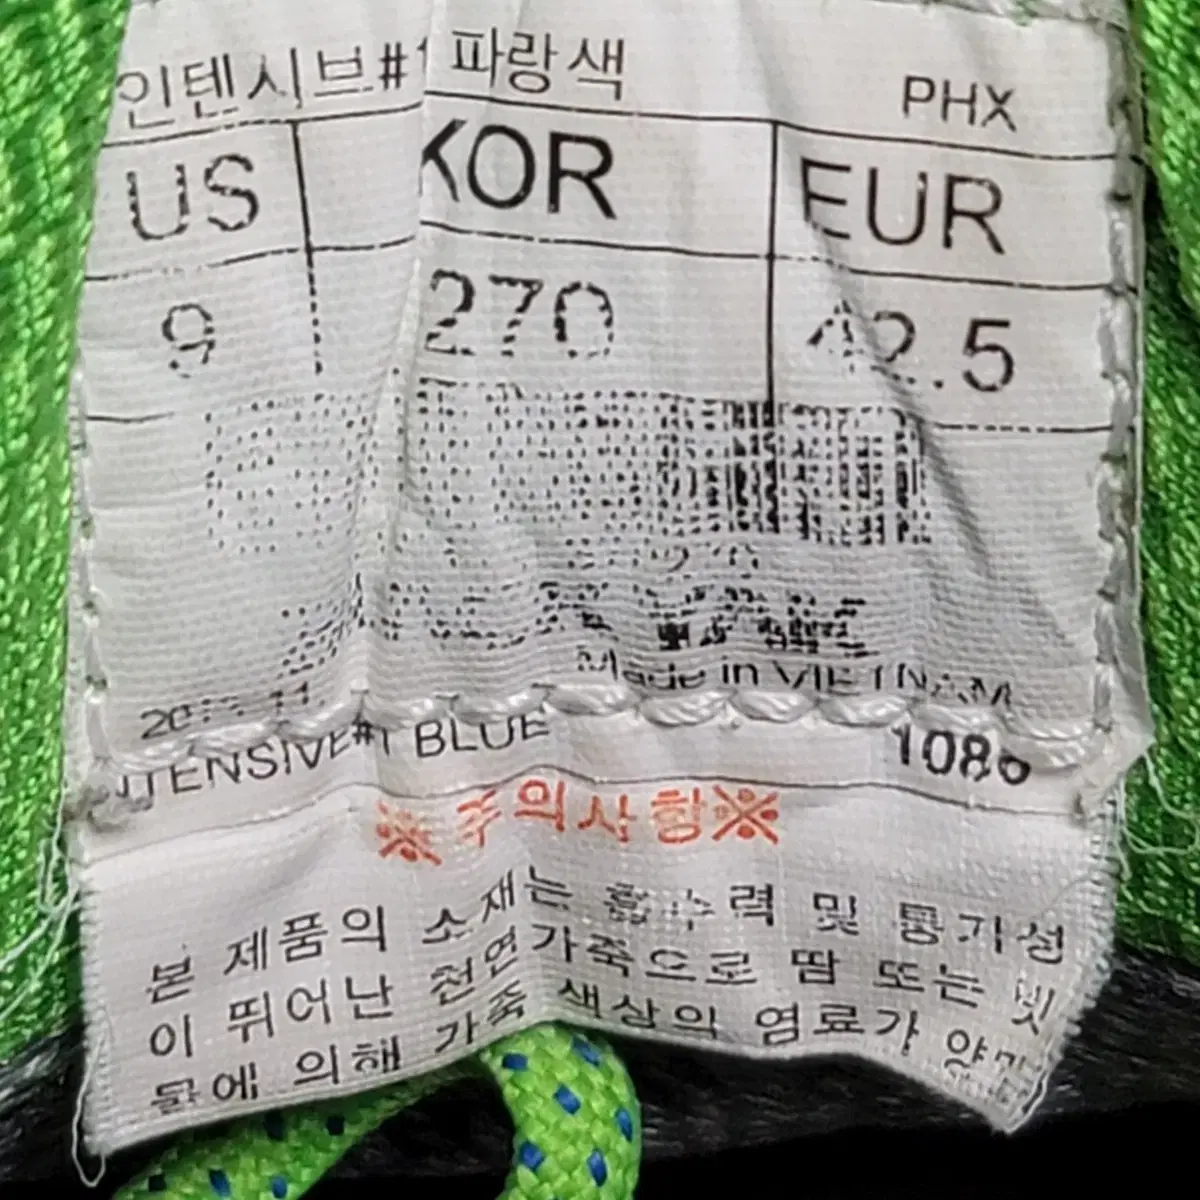 인텐시브#1 파랑색 PHX
US KOR EUR
9 270 42.5
Made in VIETNAM
INTENSIVE#1 BLUE 1086
※주의사항※
본 제품의 소재는 흡수력 및 통기성
이 뛰어난 천연가죽으로 땀 또는 빗
물에 의해 가죽 색상의 염료가 양말